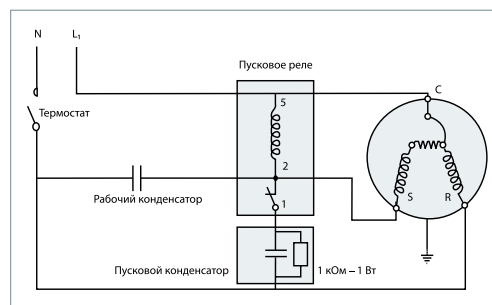 N
L₁
Пусковое реле
C
5
Термостат
2
Рабочий конденсатор
S
R
1
Пусковой конденсатор
1 кОм – 1 Вт